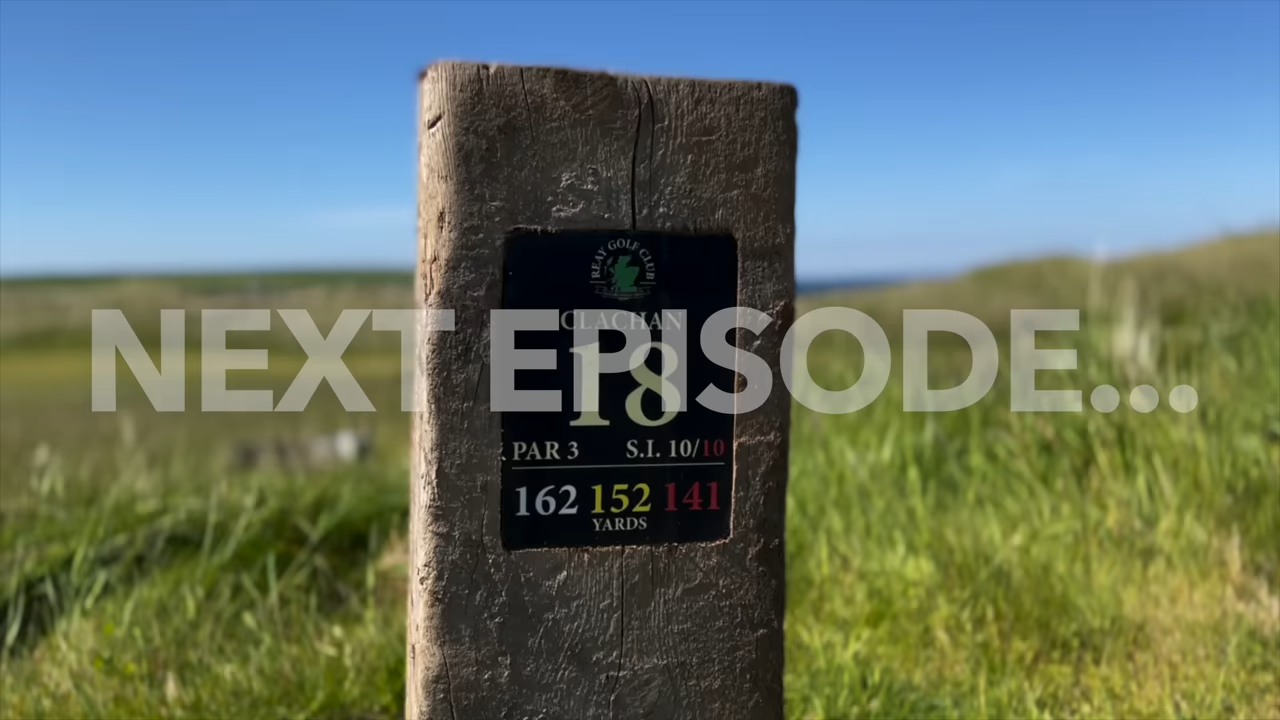 REAY GOLF CLUB
CLACHAN
18
NEXT EPISODE...
PAR 3 S.I. 10/10
162 152 141
YARDS